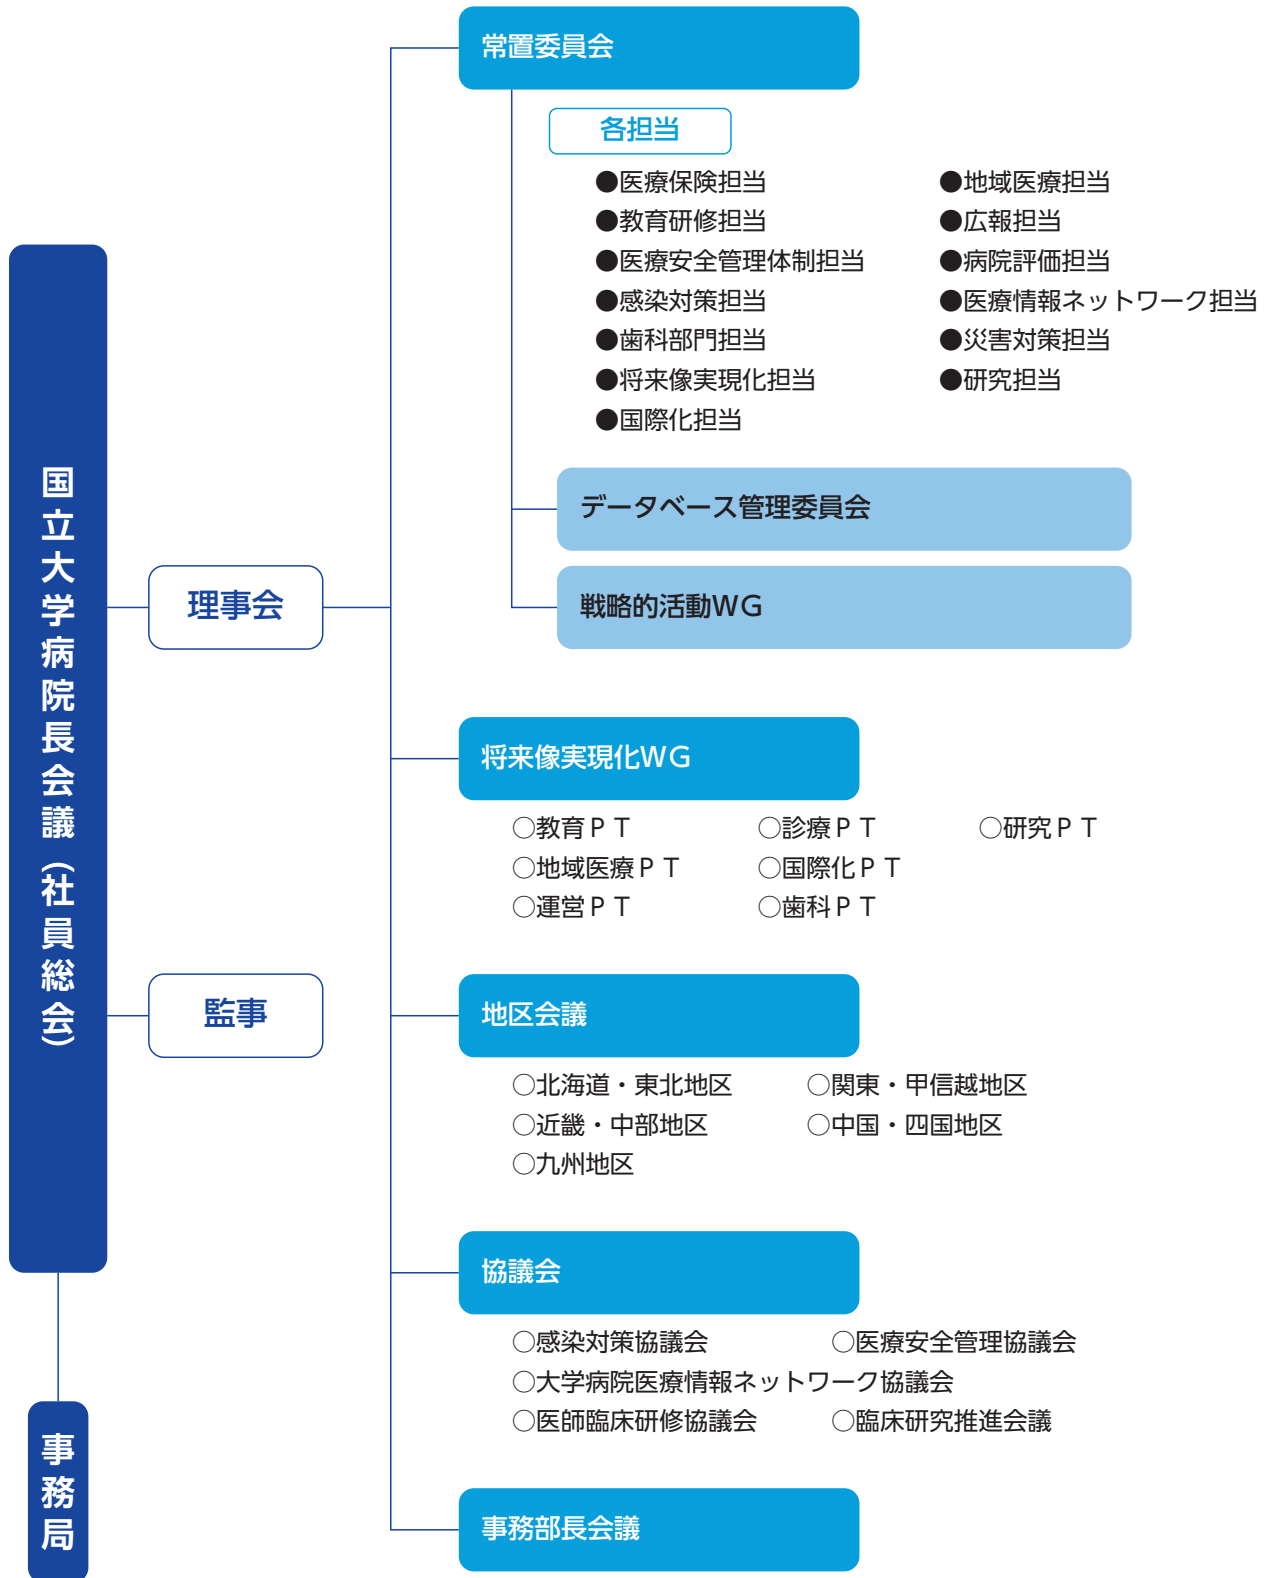 国立大学病院長会議（社員総会）
事務局
理事会
監事
常置委員会
各担当
●医療保険担当
●教育研修担当
●医療安全管理体制担当
●感染対策担当
●歯科部門担当
●将来像実現化担当
●国際化担当
●地域医療担当
●広報担当
●病院評価担当
●医療情報ネットワーク担当
●災害対策担当
●研究担当
データベース管理委員会
戦略的活動WG
将来像実現化WG
○教育ＰＴ ○診療ＰＴ ○研究ＰＴ
○地域医療ＰＴ ○国際化ＰＴ
○運営ＰＴ ○歯科ＰＴ
地区会議
○北海道・東北地区 ○関東・甲信越地区
○近畿・中部地区 ○中国・四国地区
○九州地区
協議会
○感染対策協議会 ○医療安全管理協議会
○大学病院医療情報ネットワーク協議会
○医師臨床研修協議会 ○臨床研究推進会議
事務部長会議